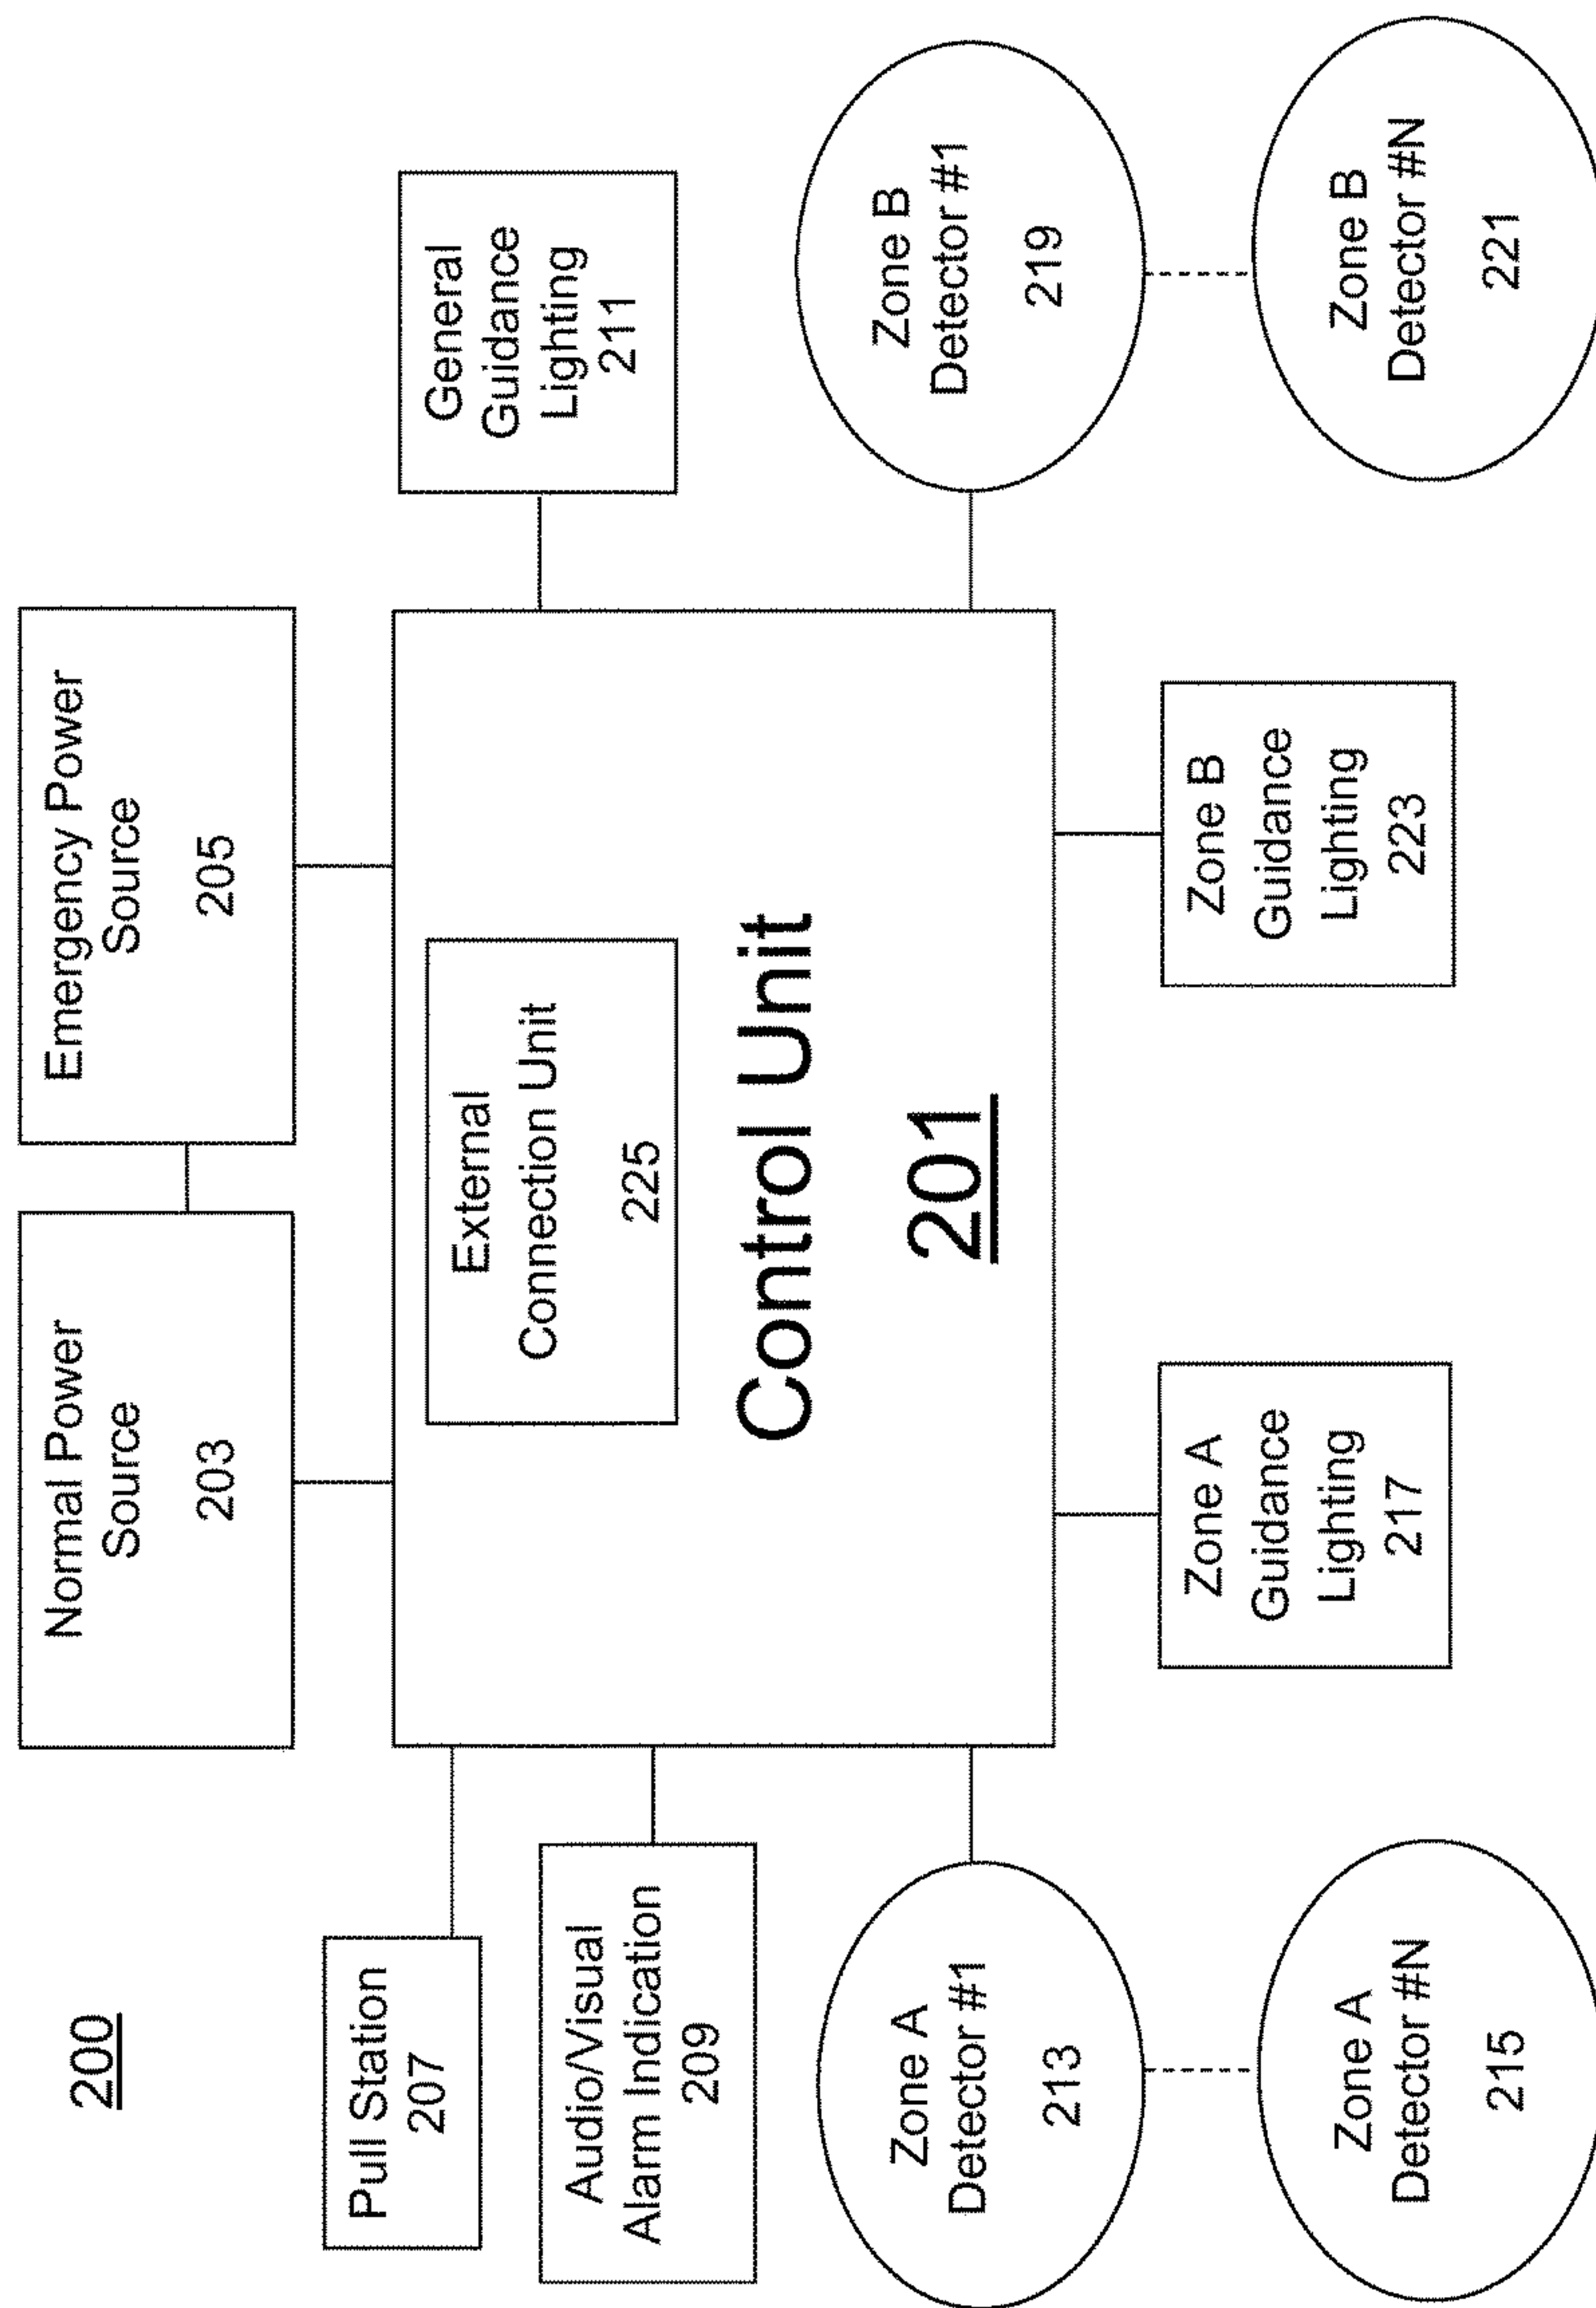 200
Normal Power
Source
203
Emergency Power
Source
205
Pull Station
207
Audio/Visual
Alarm Indication
209
External
Connection Unit
225
Control Unit
201
General
Guidance
Lighting
211
Zone A
Detector #1
213
Zone B
Detector #1
219
Zone A
Detector #N
215
Zone A
Guidance
Lighting
217
Zone B
Guidance
Lighting
223
Zone B
Detector #N
221